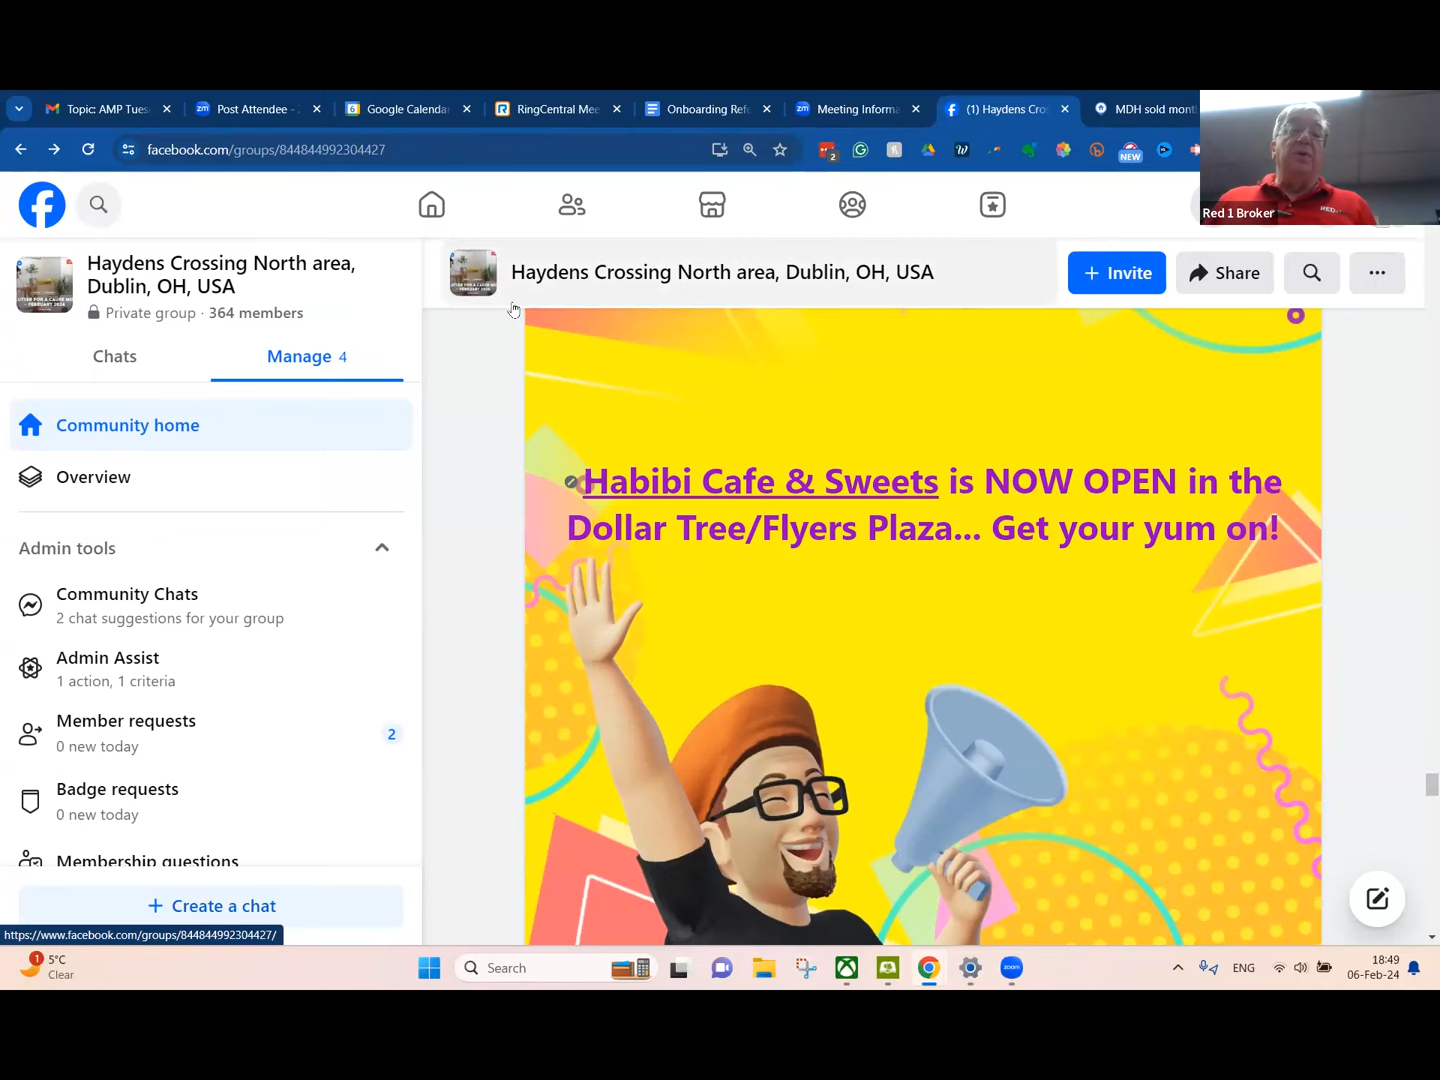 Topic: AMP Tues
Post Attendee -
Google Calenda
RingCentral Mee
Onboarding Ref
Meeting Informa
(1) Haydens Cro
MDH sold mont
facebook.com/groups/844844992304427
2
NEW
Red 1 Broker
RED
Haydens Crossing North area,
Dublin, OH, USA
Private group · 364 members
Chats
Manage 4
Community home
Overview
Admin tools
Community Chats
2 chat suggestions for your group
Admin Assist
1 action, 1 criteria
Member requests
0 new today
2
Badge requests
0 new today
Membership questions
+ Create a chat
https://www.facebook.com/groups/844844992304427/
Haydens Crossing North area, Dublin, OH, USA
+ Invite
Share
Habibi Cafe & Sweets is NOW OPEN in the
Dollar Tree/Flyers Plaza... Get your yum on!
1
5°C
Clear
Search
zoom
ENG
18:49
06-Feb-24